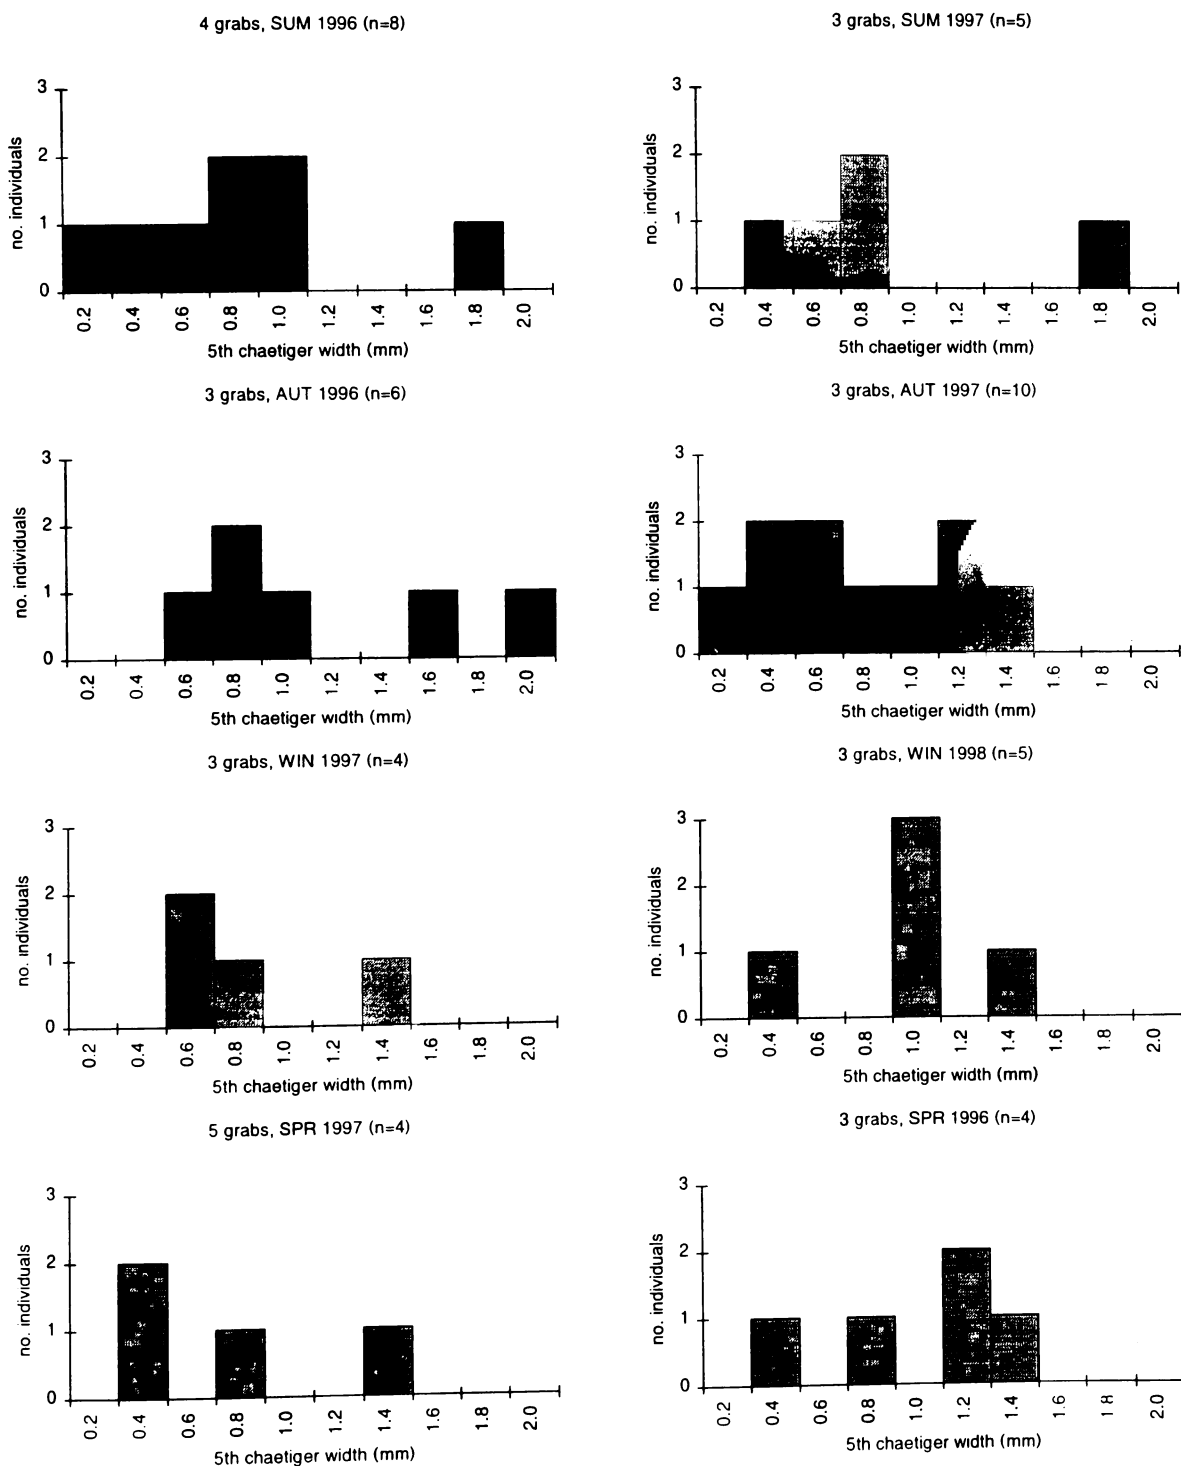 4 grabs, SUM 1996 (n=8)
no. individuals
3
2
1
0
0.2 0.4 0.6 0.8 1.0 1.2 1.4 1.6 1.8 2.0
5th chaetiger width (mm)
3 grabs, AUT 1996 (n=6)
no. individuals
3
2
1
0
0.2 0.4 0.6 0.8 1.0 1.2 1.4 1.6 1.8 2.0
5th chaetiger width (mm)
3 grabs, WIN 1997 (n=4)
no. individuals
3
2
1
0
0.2 0.4 0.6 0.8 1.0 1.2 1.4 1.6 1.8 2.0
5th chaetiger width (mm)
5 grabs, SPR 1997 (n=4)
no. individuals
3
2
1
0
0.2 0.4 0.6 0.8 1.0 1.2 1.4 1.6 1.8 2.0
5th chaetiger width (mm)
3 grabs, SUM 1997 (n=5)
no. individuals
3
2
1
0
0.2 0.4 0.6 0.8 1.0 1.2 1.4 1.6 1.8 2.0
5th chaetiger width (mm)
3 grabs, AUT 1997 (n=10)
no. individuals
3
2
1
0
0.2 0.4 0.6 0.8 1.0 1.2 1.4 1.6 1.8 2.0
5th chaetiger width (mm)
3 grabs, WIN 1998 (n=5)
no. individuals
3
2
1
0
0.2 0.4 0.6 0.8 1.0 1.2 1.4 1.6 1.8 2.0
5th chaetiger width (mm)
3 grabs, SPR 1996 (n=4)
no. individuals
3
2
1
0
0.2 0.4 0.6 0.8 1.0 1.2 1.4 1.6 1.8 2.0
5th chaetiger width (mm)